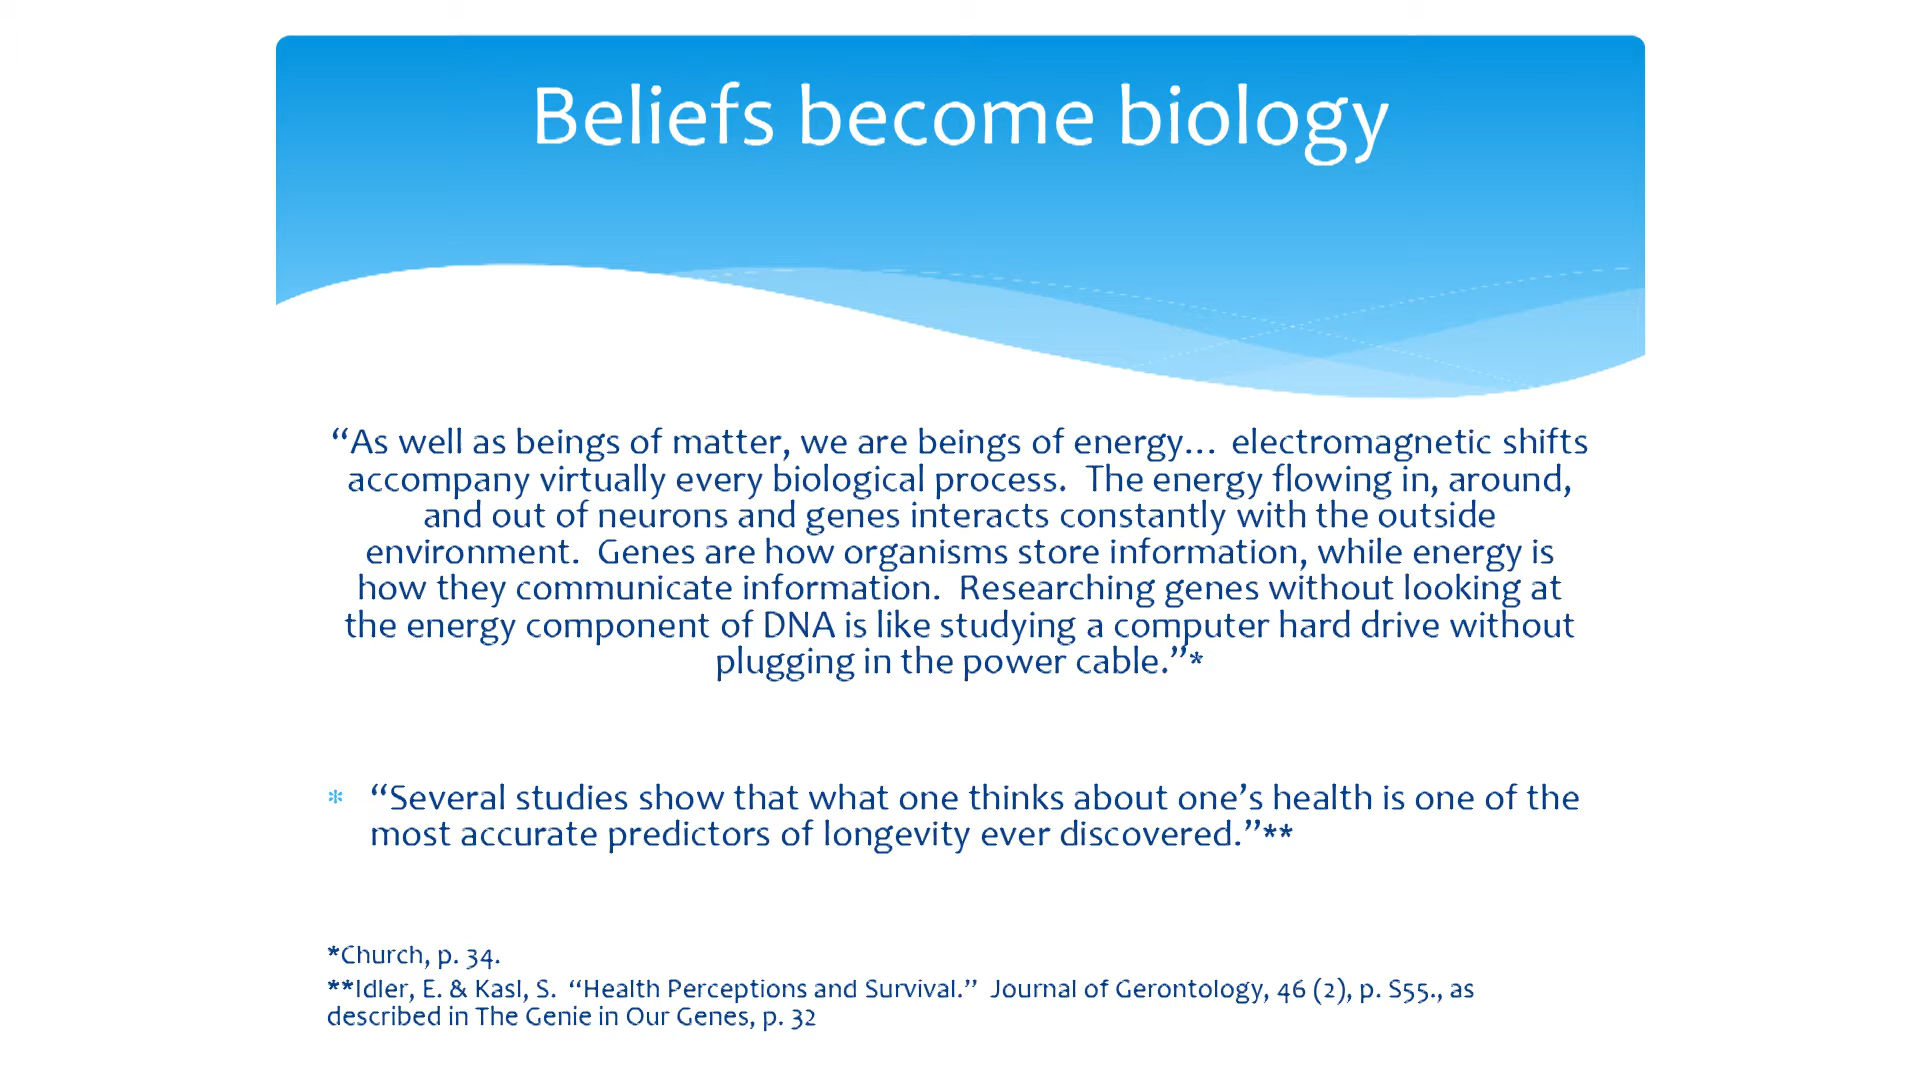 Beliefs become biology
“As well as beings of matter, we are beings of energy… electromagnetic shifts
accompany virtually every biological process. The energy flowing in, around,
and out of neurons and genes interacts constantly with the outside
environment. Genes are how organisms store information, while energy is
how they communicate information. Researching genes without looking at
the energy component of DNA is like studying a computer hard drive without
plugging in the power cable.”*
* “Several studies show that what one thinks about one’s health is one of the
most accurate predictors of longevity ever discovered.”**
*Church, p. 34.
**Idler, E. & Kasl, S. “Health Perceptions and Survival.” Journal of Gerontology, 46 (2), p. S55., as
described in The Genie in Our Genes, p. 32